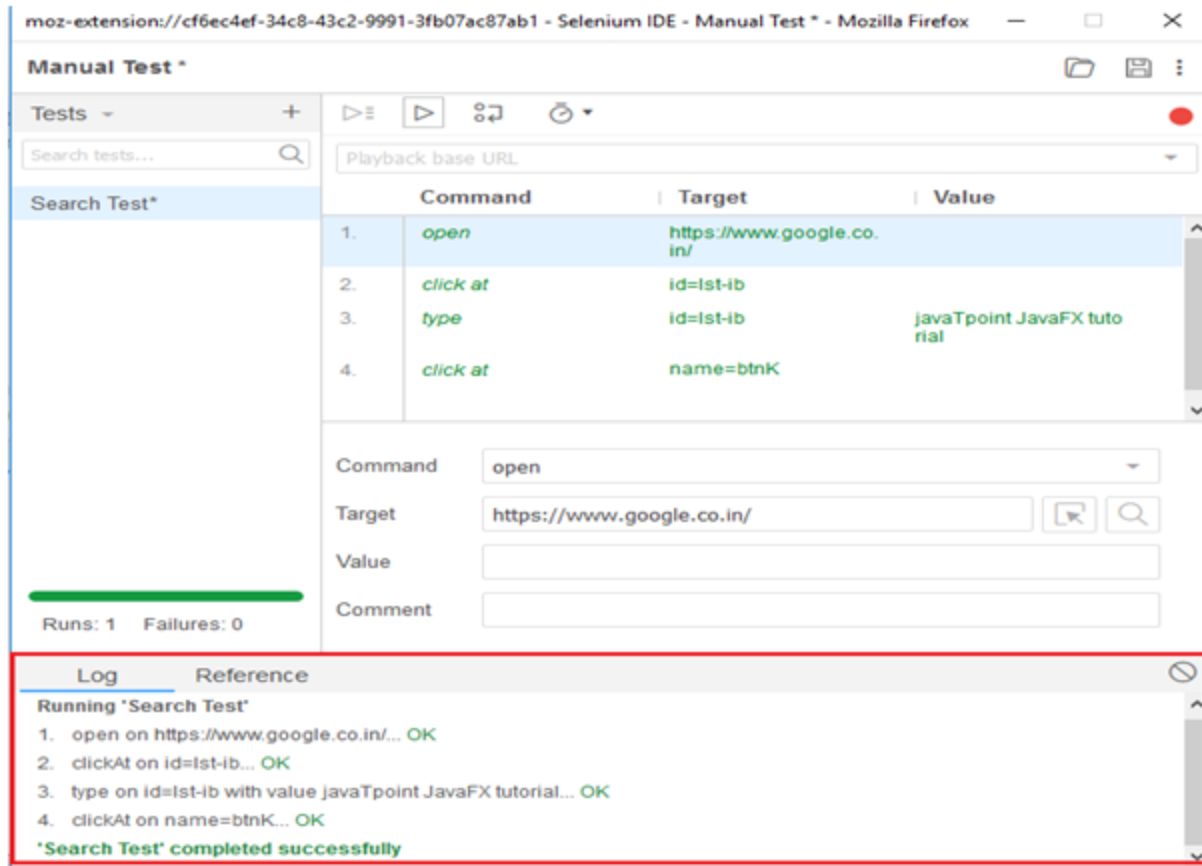 moz-extension://cf6ec4ef-34c8-43c2-9991-3fb07ac87ab1 - Selenium IDE - Manual Test * - Mozilla Firefox
Manual Test *
Tests
Search tests...
Search Test*
Runs: 1 Failures: 0
Playback base URL
Command Target Value
1. open https://www.google.co.
in/
2. click at id=lst-ib
3. type id=lst-ib javaTpoint JavaFX tuto
rial
4. click at name=btnK
Command open
Target https://www.google.co.in/
Value
Comment
Log Reference
Running 'Search Test'
1. open on https://www.google.co.in/... OK
2. clickAt on id=lst-ib... OK
3. type on id=lst-ib with value javaTpoint JavaFX tutorial... OK
4. clickAt on name=btnK... OK
'Search Test' completed successfully